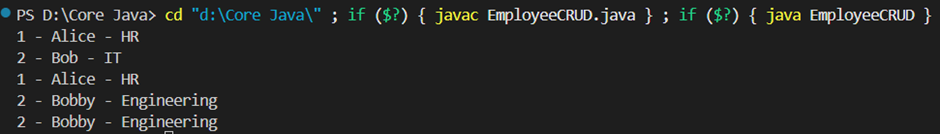 PS D:\Core Java> cd "d:\Core Java\" ; if ($?) { javac EmployeeCRUD.java } ; if ($?) { java EmployeeCRUD }
1 - Alice - HR
2 - Bob - IT
1 - Alice - HR
2 - Bobby - Engineering
2 - Bobby - Engineering